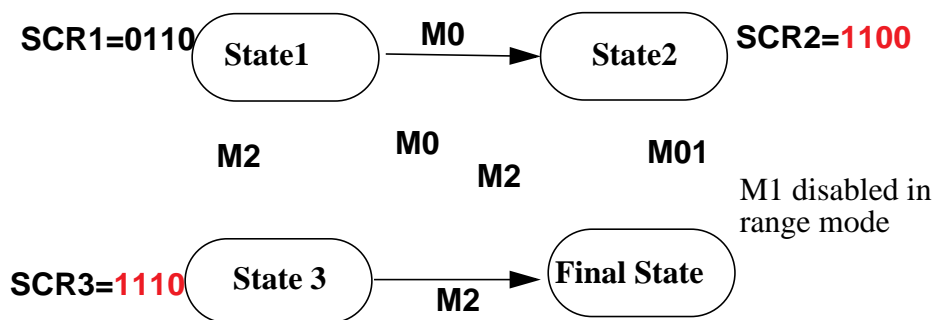 SCR1=0110
State1
M0
State2
SCR2=1100
M2
M0
M2
M01
M1 disabled in
range mode
SCR3=1110
State 3
M2
Final State